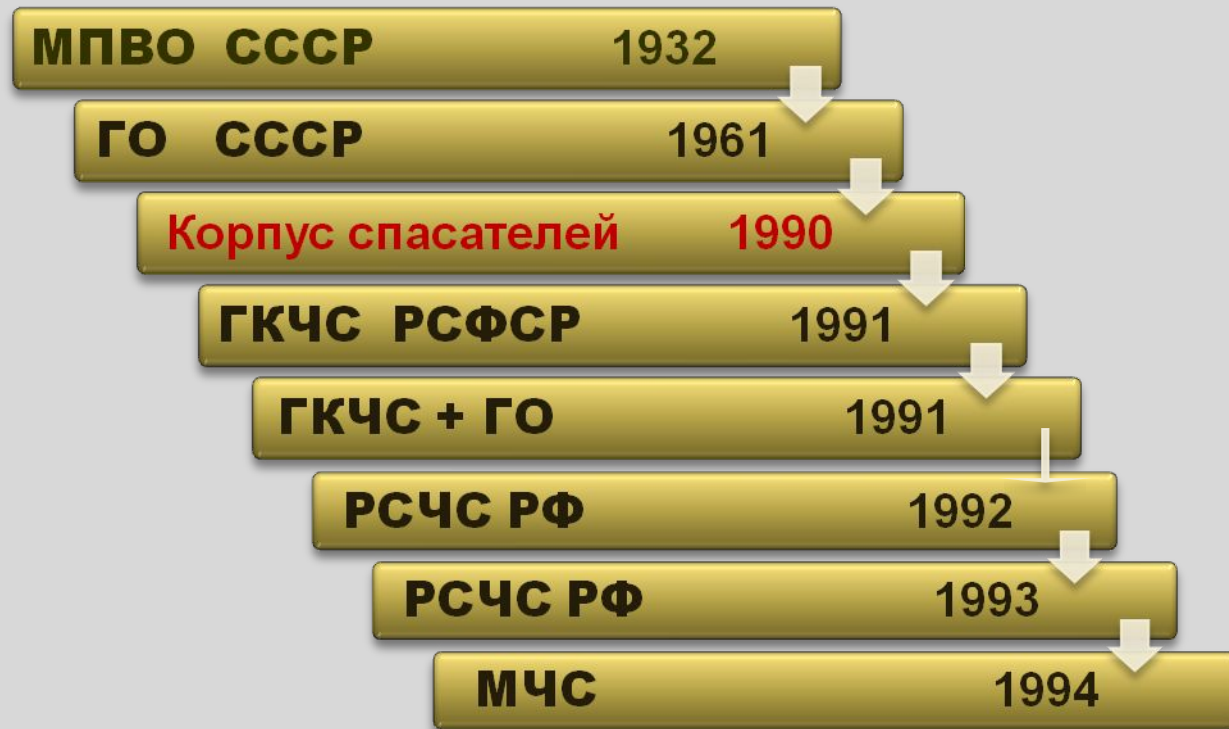 МПВО СССР 1932
ГО СССР 1961
Корпус спасателей 1990
ГКЧС РСФСР 1991
ГКЧС + ГО 1991
РСЧС РФ 1992
РСЧС РФ 1993
МЧС 1994